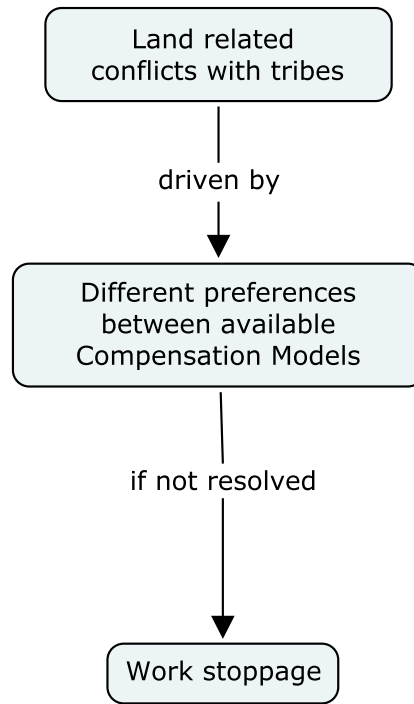 Land related
conflicts with tribes
driven by
Different preferences
between available
Compensation Models
if not resolved
Work stoppage